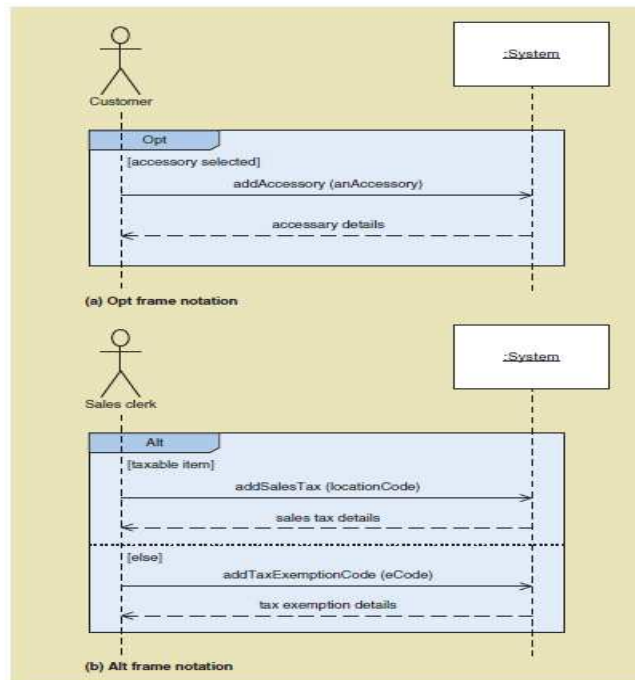 :System
Customer
Opt
[accessory selected]
addAccessory (anAccessory)
accessary details
(a) Opt frame notation
:System
Sales clerk
Alt
[taxable item]
addSalesTax (locationCode)
sales tax details
[else]
addTaxExemptionCode (eCode)
tax exemption details
(b) Alt frame notation